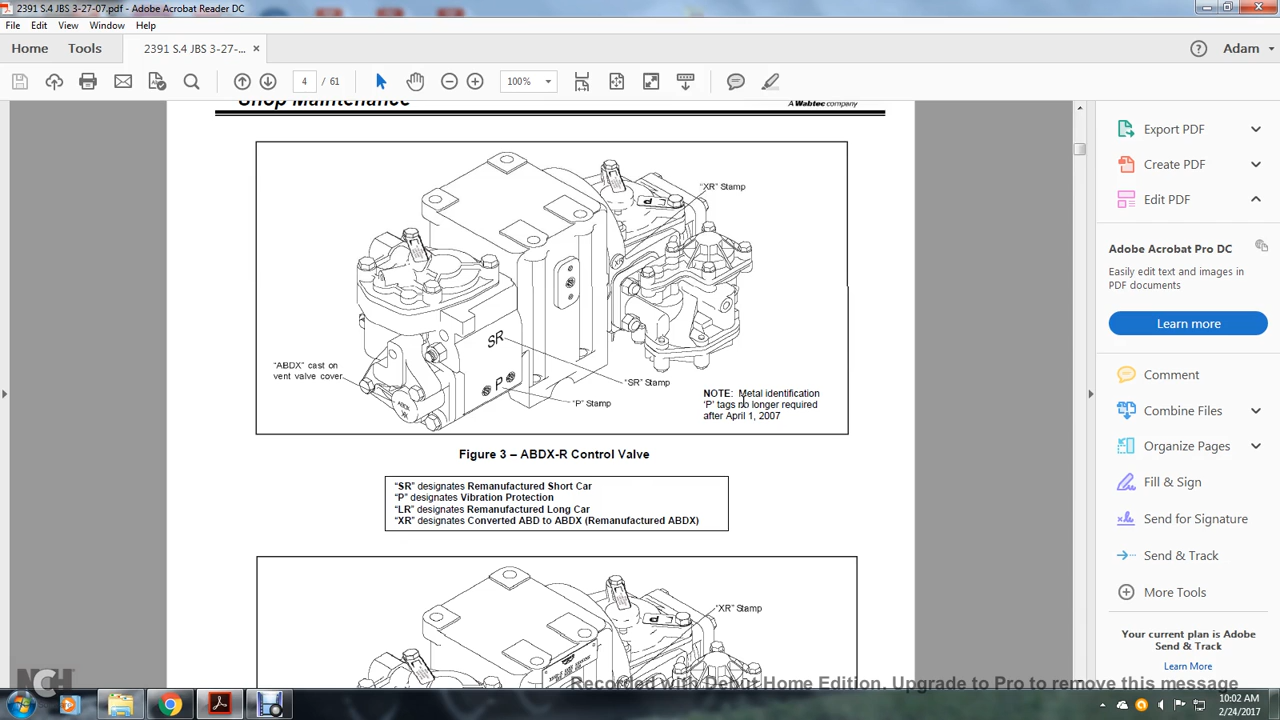 2391 S.4 JBS 3-27-07.pdf - Adobe Acrobat Reader DC
File Edit View Window Help
Home Tools 2391 S.4 JBS 3-27-... × Adam
4 / 61 100%
Shop Maintenance
A Wabtec company
"XR" Stamp
SR
P
"ABDX" cast on
vent valve cover
"SR" Stamp
"P" Stamp
NOTE: Metal identification
'P' tags no longer required
after April 1, 2007
Figure 3 – ABDX-R Control Valve
"SR" designates Remanufactured Short Car
"P" designates Vibration Protection
"LR" designates Remanufactured Long Car
"XR" designates Converted ABD to ABDX (Remanufactured ABDX)
"XR" Stamp
Export PDF
Create PDF
Edit PDF
Adobe Acrobat Pro DC
Easily edit text and images in
PDF documents
Learn more
Comment
Combine Files
Organize Pages
Fill & Sign
Send for Signature
Send & Track
More Tools
Your current plan is Adobe
Send & Track
Learn More
NCH
Recorded with Debut Home Edition. Upgrade to Pro to remove this message
10:02 AM
2/24/2017